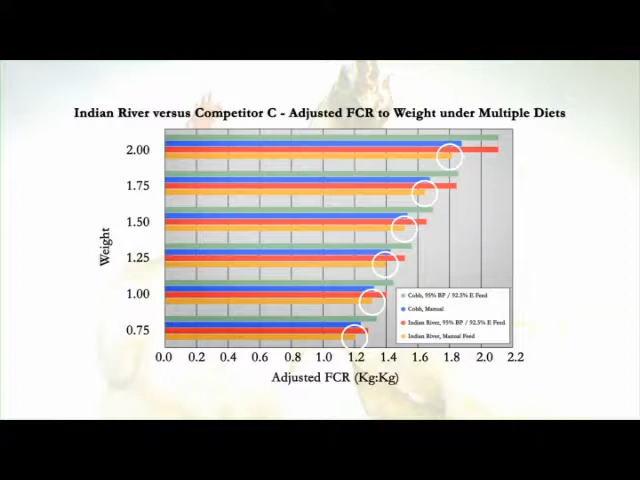 Indian River versus Competitor C - Adjusted FCR to Weight under Multiple Diets
Weight
2.00
1.75
1.50
1.25
1.00
0.75
Cobb, 95% BP / 92.5% E Feed
Cobb, Manual
Indian River, 95% BP / 92.5% E Feed
Indian River, Manual Feed
0.0 0.2 0.4 0.6 0.8 1.0 1.2 1.4 1.6 1.8 2.0 2.2
Adjusted FCR (Kg:Kg)